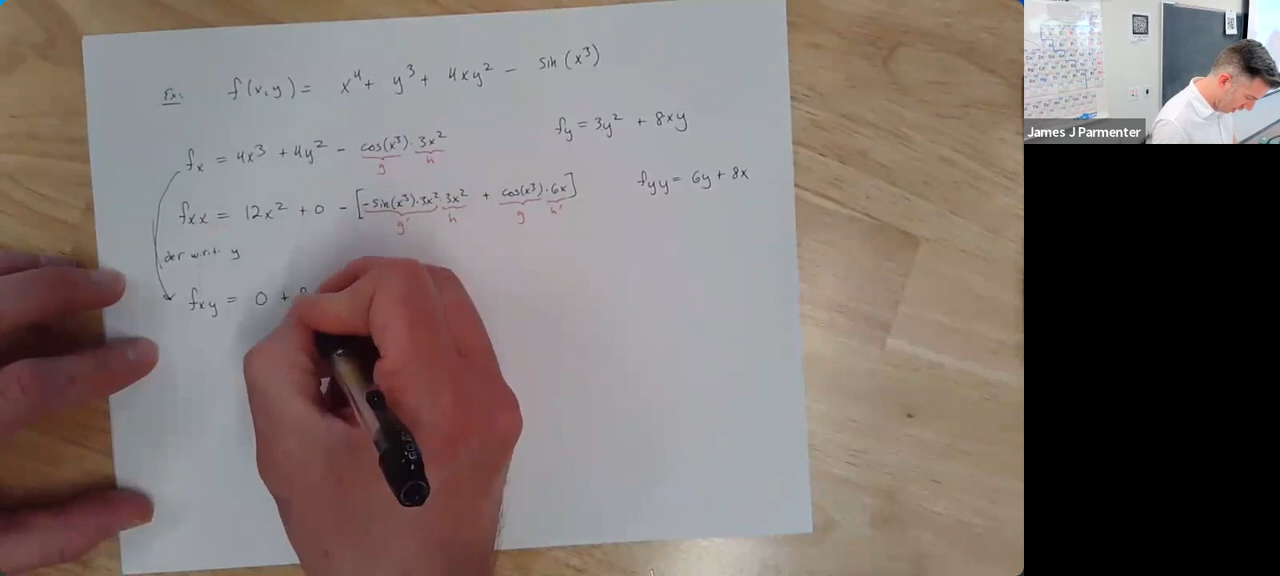 Ex: f(x,y) = x⁴ + y³ + 4xy² - sin(x³)
fx = 4x³ + 4y² - cos(x³) · 3x²
g h
fy = 3y² + 8xy
fxx = 12x² + 0 - [-sin(x³)·3x²·3x² + cos(x³)·6x]
g' h g h'
fyy = 6y + 8x
der w.r.t. y
fxy = 0 +
James J Parmenter